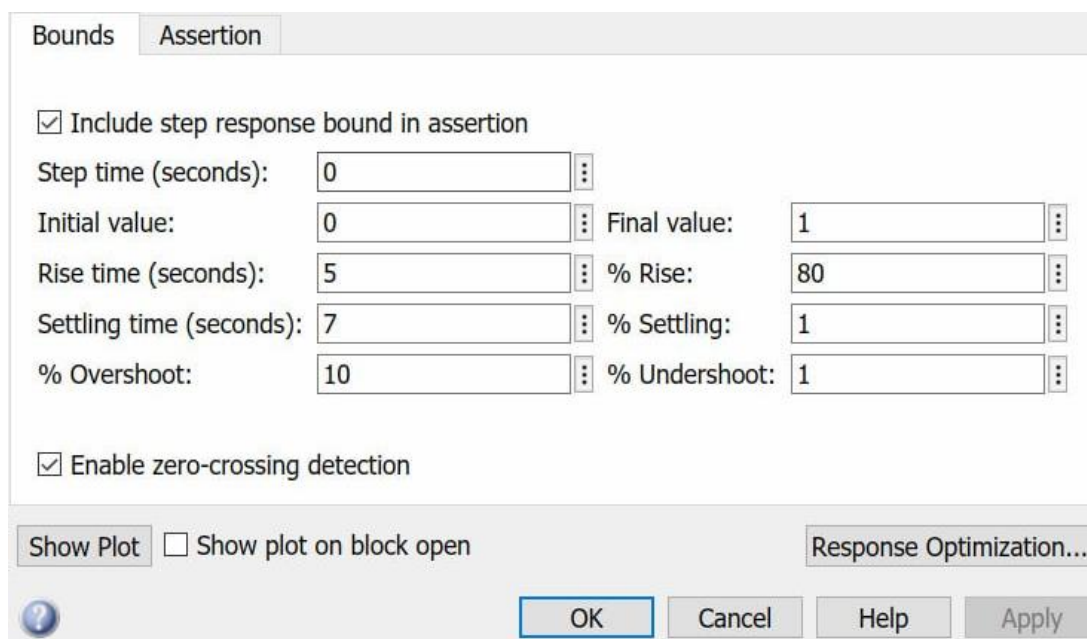 Bounds Assertion
Include step response bound in assertion
Step time (seconds): 0
Initial value: 0 Final value: 1
Rise time (seconds): 5 % Rise: 80
Settling time (seconds): 7 % Settling: 1
% Overshoot: 10 % Undershoot: 1
Enable zero-crossing detection
Show Plot Show plot on block open Response Optimization...
? OK Cancel Help Apply